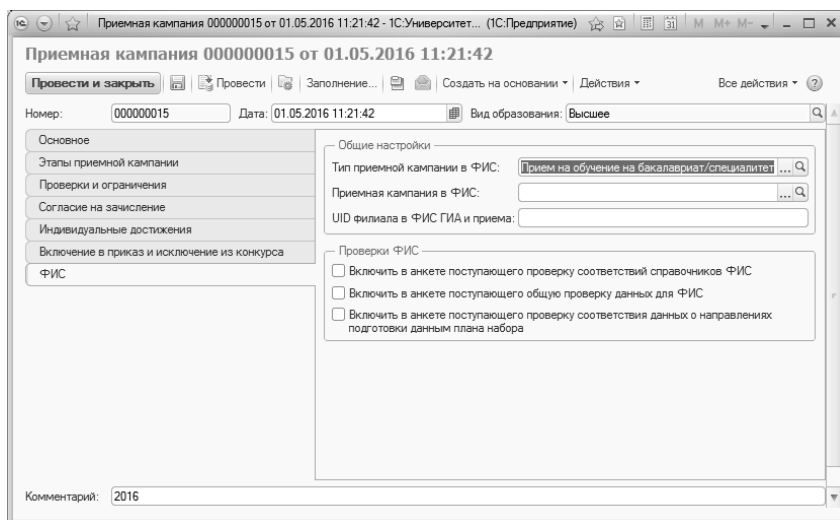 Приемная кампания 000000015 от 01.05.2016 11:21:42 - 1С:Университет... (1С:Предприятие)
31 M M+ M-
Приемная кампания 000000015 от 01.05.2016 11:21:42
Провести и закрыть Провести Заполнение... Создать на основании Действия Все действия ?
Номер: 000000015 Дата: 01.05.2016 11:21:42 Вид образования: Высшее
Основное
Этапы приемной кампании
Проверки и ограничения
Согласие на зачисление
Индивидуальные достижения
Включение в приказ и исключение из конкурса
ФИС
Общие настройки
Тип приемной кампании в ФИС: Прием на обучение на бакалавриат/специалитет ...
Приемная кампания в ФИС: ...
UID филиала в ФИС ГИА и приема:
Проверки ФИС
Включить в анкете поступающего проверку соответствий справочников ФИС
Включить в анкете поступающего общую проверку данных для ФИС
Включить в анкете поступающего проверку соответствия данных о направлениях
подготовки данным плана набора
Комментарий: 2016